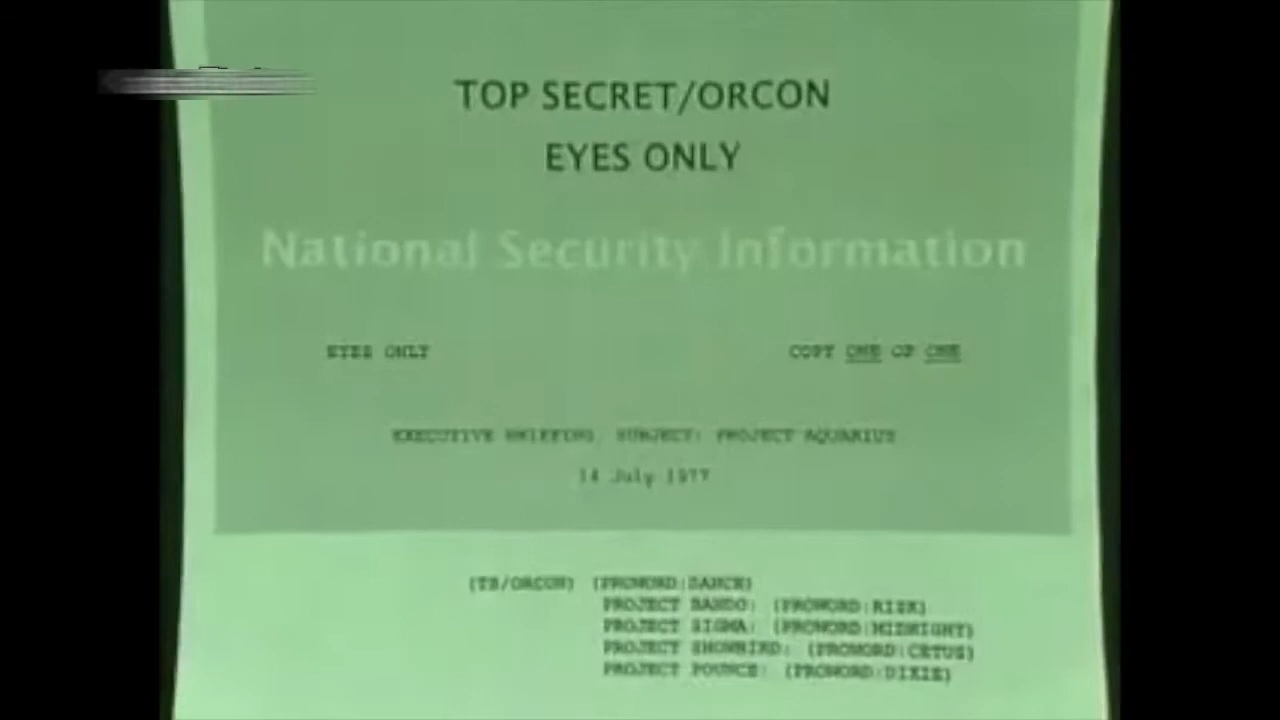 TOP SECRET/ORCON
EYES ONLY
National Security Information
EYES ONLY COPY ONE OF ONE
EXECUTIVE BRIEFING. SUBJECT: PROJECT AQUARIUS
14 July 1977
(TS/ORCON) (PROWORD:DANCE)
PROJECT BANDO: (PROWORD:RISK)
PROJECT SIGMA: (PROWORD:MIDNIGHT)
PROJECT SNOWBIRD: (PROWORD:CETUS)
PROJECT POUNCE: (PROWORD:DIXIE)